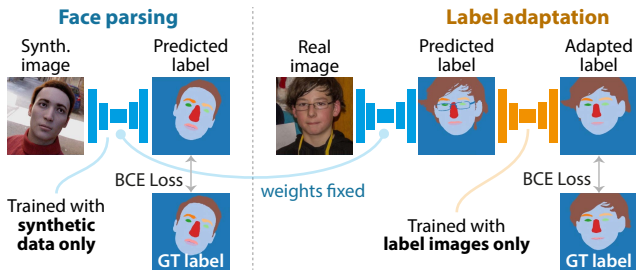 Face parsing
Synth.
image
Predicted
label
BCE Loss
Trained with
synthetic
data only
GT label
weights fixed
Label adaptation
Real
image
Predicted
label
Adapted
label
BCE Loss
Trained with
label images only
GT label